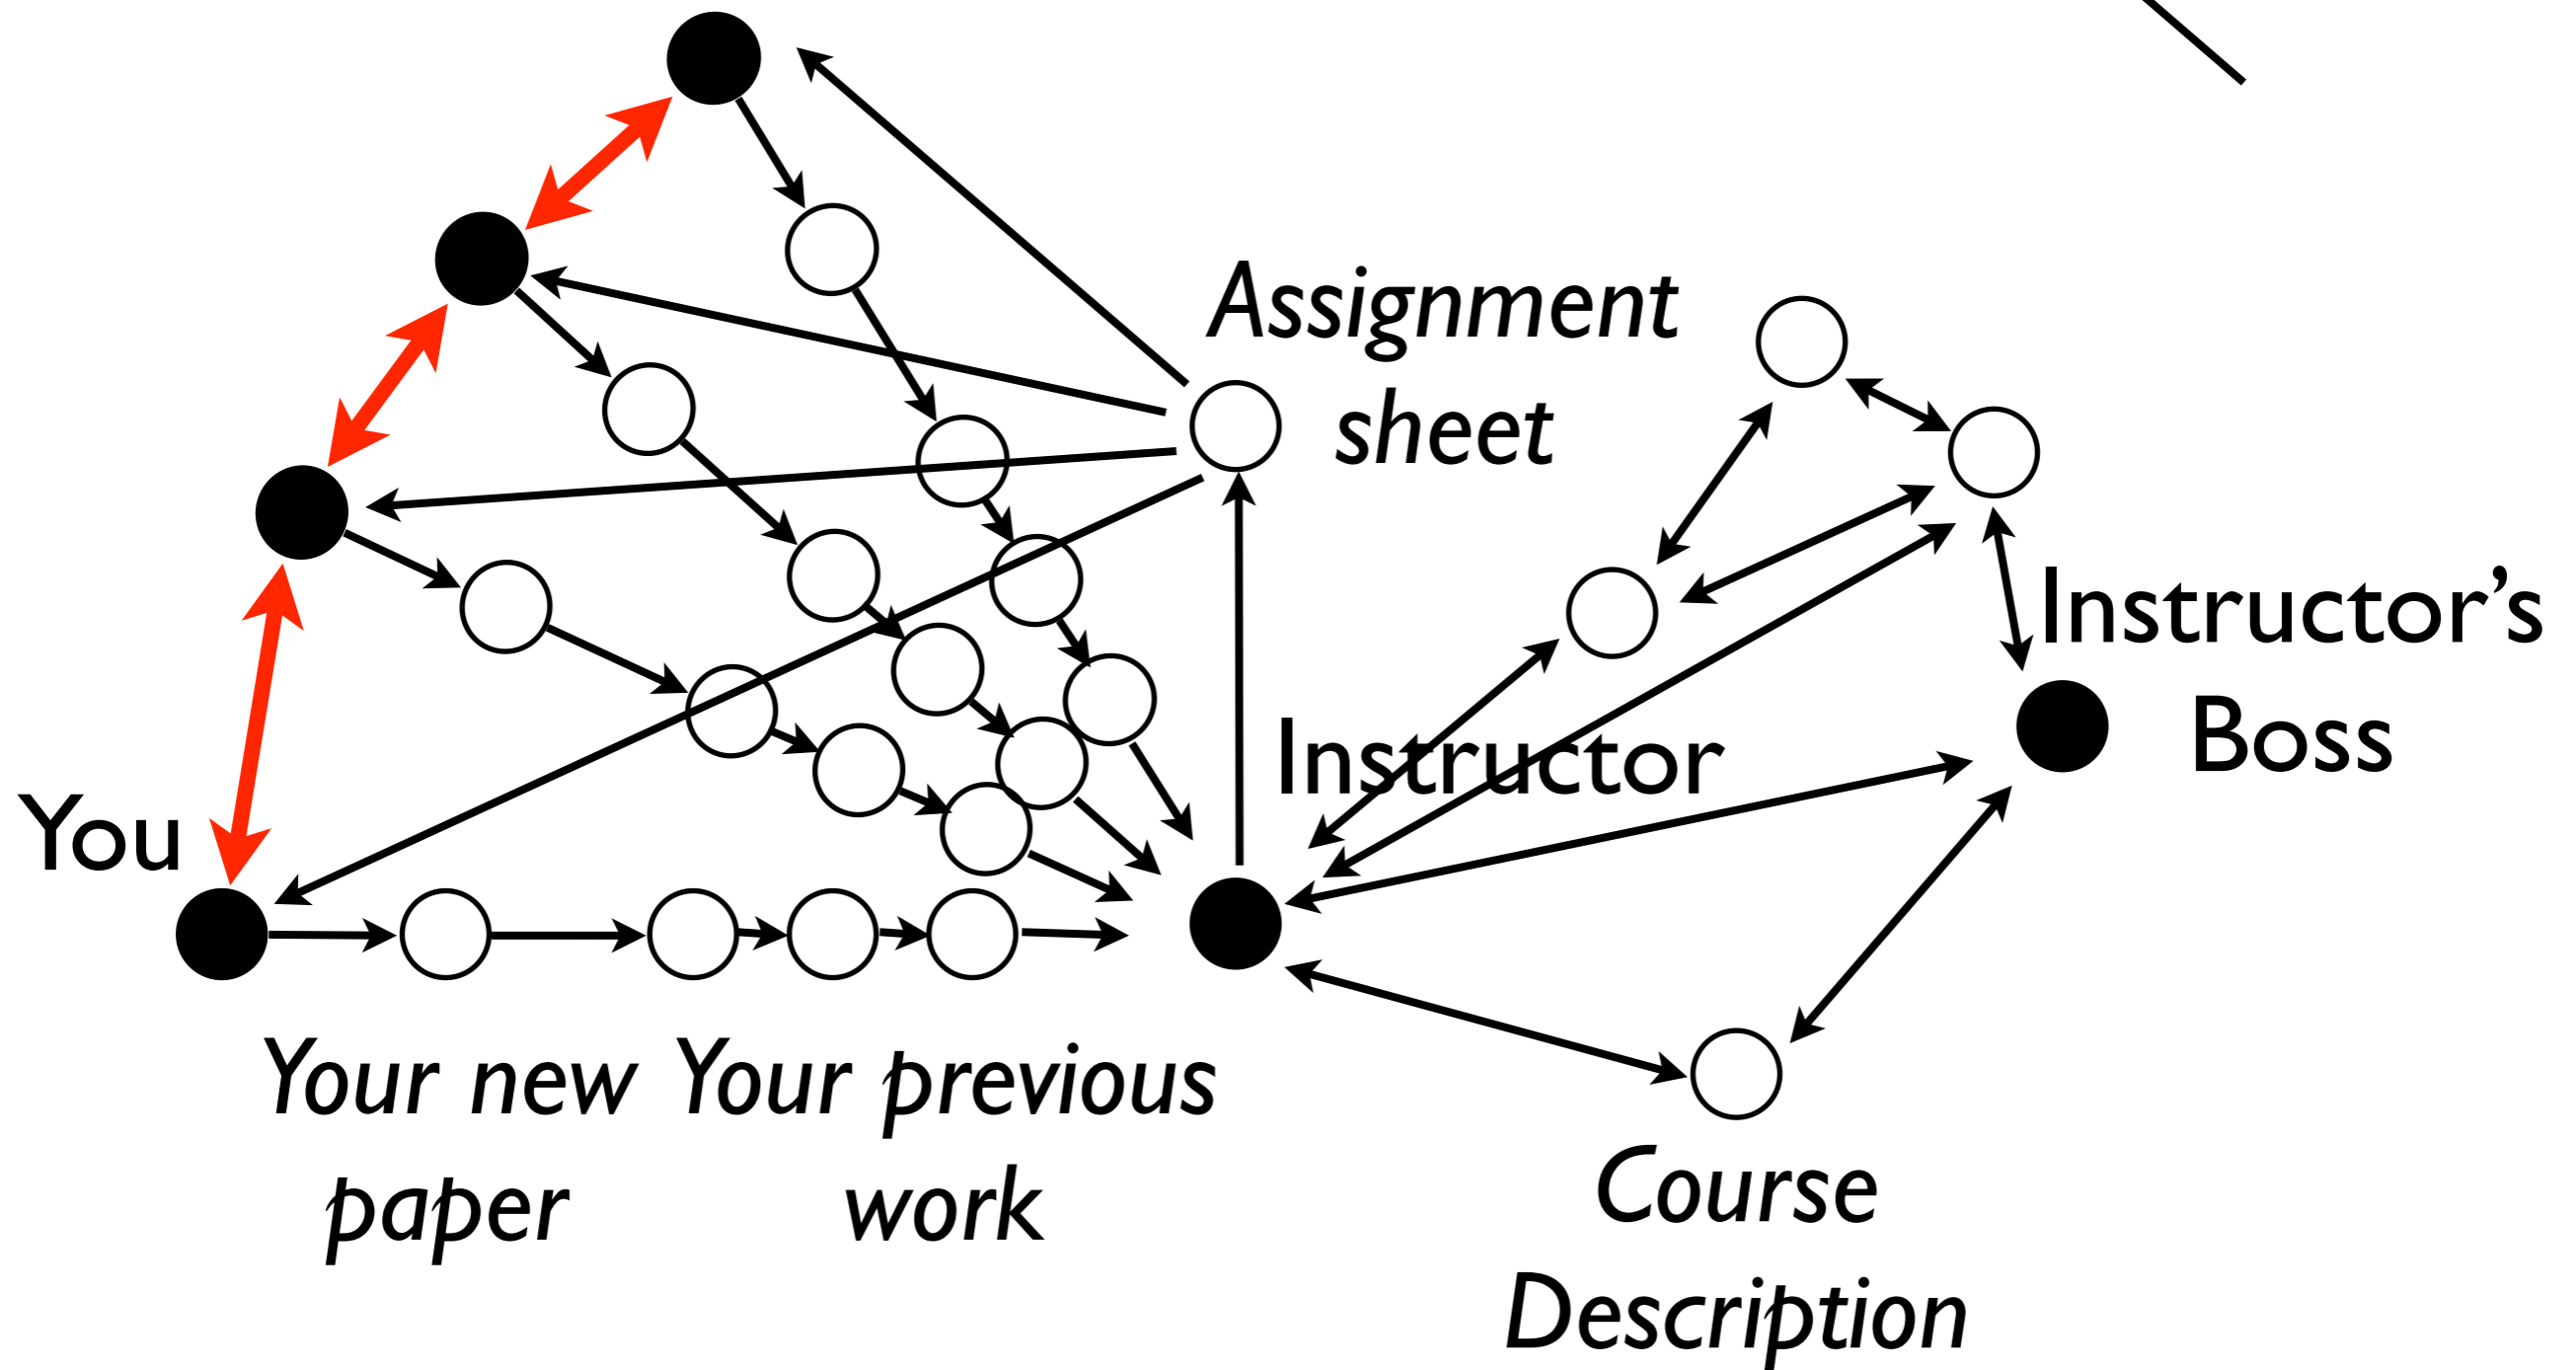 Assignment
sheet
Instructor's
Boss
Instructor
You
Your new
paper
Your previous
work
Course
Description